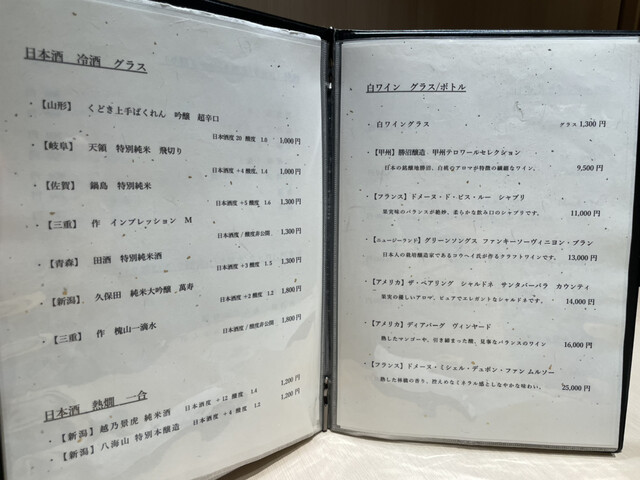 日本酒 冷酒 グラス
・【山形】 くどき上手ばくれん 吟醸 超辛口
日本酒度 20 酸度 1.0 1,000円
・【岐阜】 天領 特別純米 飛切り
日本酒度 +4 酸度 1.4 1,000円
・【佐賀】 鍋島 特別純米
日本酒度 +5 酸度 1.6 1,300円
・【三重】 作 インプレッション M
日本酒度/酸度非公開 1,300円
・【青森】 田酒 特別純米酒
日本酒度 +3 酸度 1.5 1,300円
・【新潟】 久保田 純米大吟醸 萬寿
日本酒度 +2 酸度 1.2 1,800円
・【三重】 作 槐山一滴水
日本酒度/酸度非公開 1,800円
日本酒 熱燗 一合
・【新潟】越乃景虎 純米酒 日本酒度 +12 酸度 1.4 1,200円
・【新潟】八海山 特別本醸造 日本酒度 +4 酸度 1.3 1,200円
白ワイン グラス/ボトル
・ 白ワイングラス グラス 1,300円
・【甲州】勝沼醸造 甲州テロワールセレクション
日本の銘醸地勝沼、白桃やアロマが特徴の繊細なワイン。 9,500円
・【フランス】ドメーヌ・ド・ビス・ルー シャブリ
果実味のバランスが絶妙、柔らかな飲み口のシャブリです。 11,000円
・【ニュージーランド】グリーンソングス ファンキーソーヴィニヨン・ブラン
日本人の栽培醸造家であるコウヘイ氏が作るクラフトワインです。 13,000円
・【アメリカ】ザ・ペアリング シャルドネ サンタバーバラ カウンティ
果実の優しいアロマ、ピュアでエレガントなシャルドネです。 14,000円
・【アメリカ】ディアバーグ ヴィンヤード
熟したマンゴーや、引き締まった酸、見事なバランスのワイン 16,000円
・【フランス】ドメーヌ・ミシェル・デュポン・ファン ムルソー
熟した林檎の香り、控えめなミネラル感としなやかな味わい。 25,000円